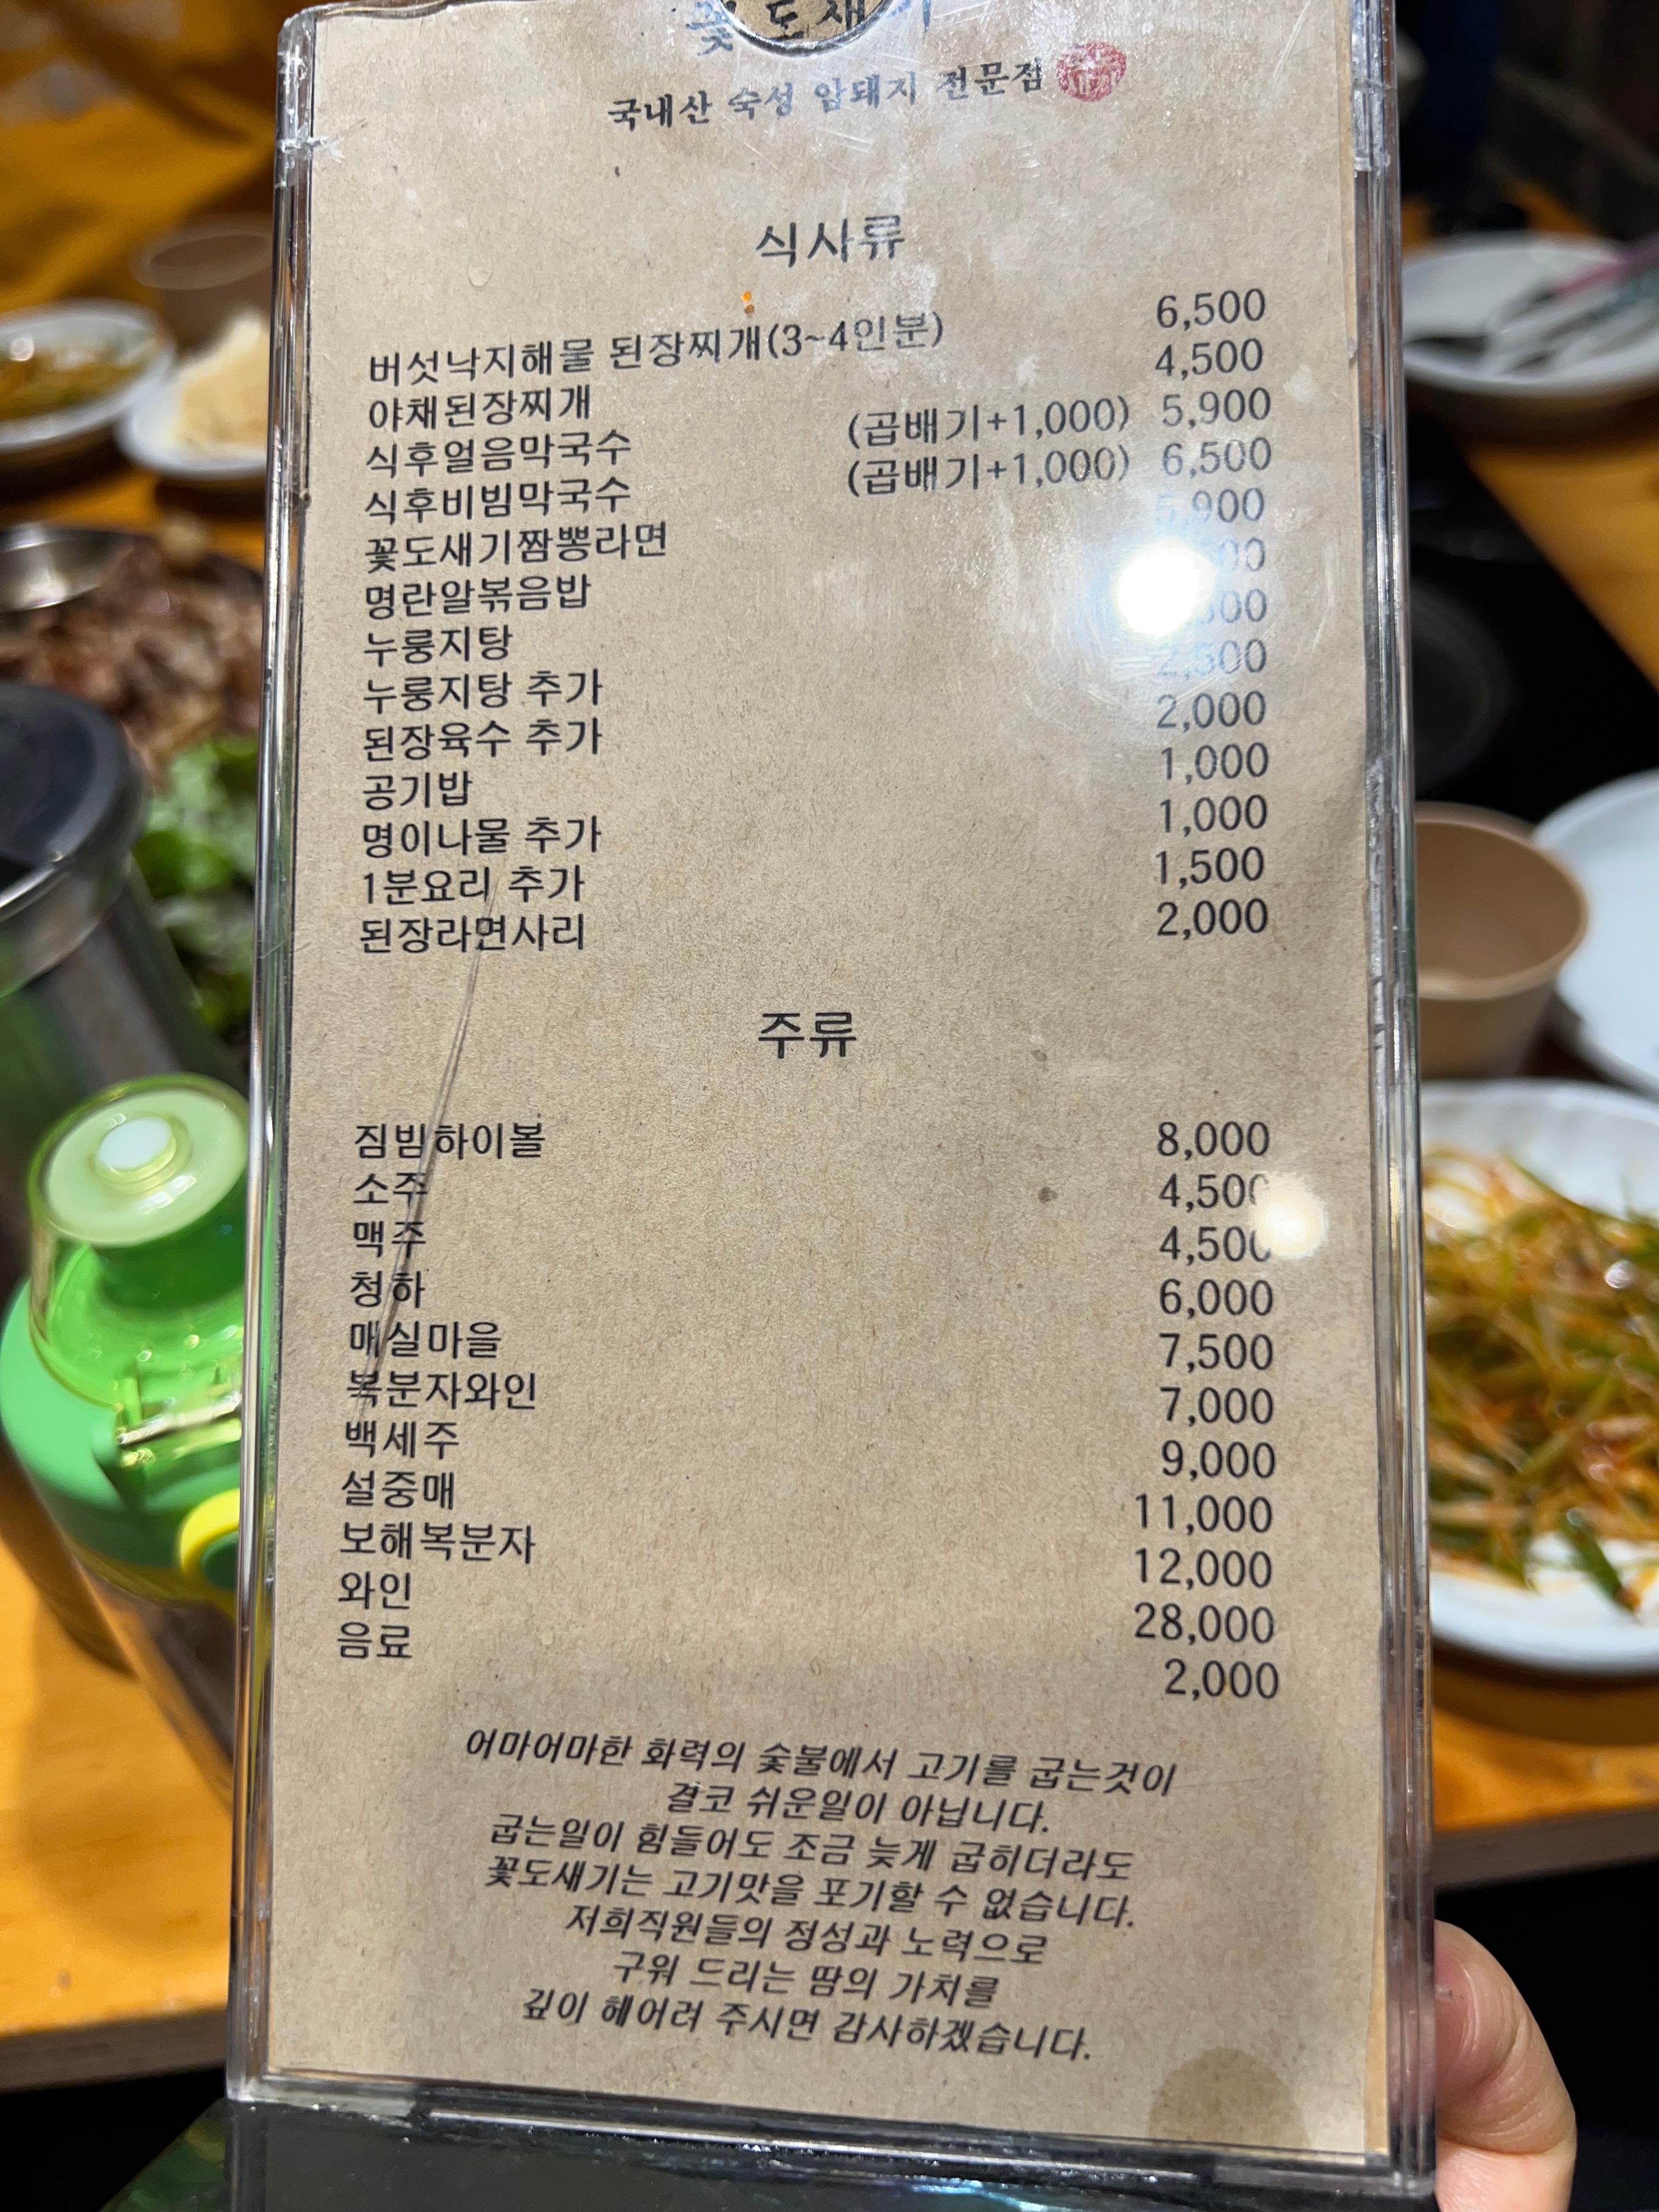 국내산 숙성 암돼지 전문점
식사류
버섯낙지해물 된장찌개(3~4인분) 6,500
야채된장찌개 4,500
식후얼음막국수 (곱배기+1,000) 5,900
식후비빔막국수 (곱배기+1,000) 6,500
꽃도새기짬뽕라면 5,900
명란알볶음밥
누룽지탕
누룽지탕 추가 2,500
된장육수 추가 2,000
공기밥 1,000
명이나물 추가 1,000
1분요리 추가 1,500
된장라면사리 2,000
주류
짐빔하이볼 8,000
소주 4,500
맥주 4,500
청하 6,000
매실마을 7,500
복분자와인 7,000
백세주 9,000
설중매 11,000
보해복분자 12,000
와인 28,000
음료 2,000
어마어마한 화력의 숯불에서 고기를 굽는것이
결코 쉬운일이 아닙니다.
굽는일이 힘들어도 조금 늦게 굽히더라도
꽃도새기는 고기맛을 포기할 수 없습니다.
저희직원들의 정성과 노력으로
구워 드리는 땀의 가치를
깊이 헤어려 주시면 감사하겠습니다.